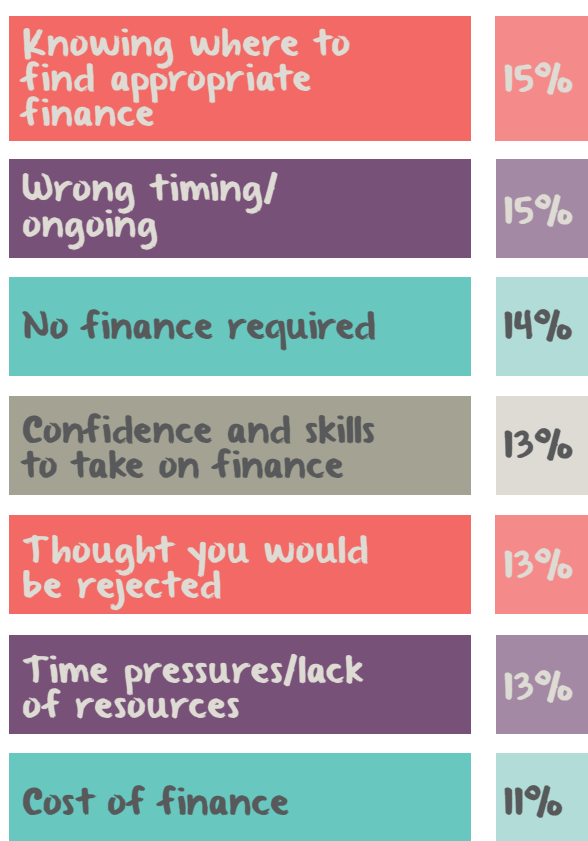 Knowing where to
find appropriate
finance
15%
Wrong timing/
ongoing
15%
No finance required
14%
Confidence and skills
to take on finance
13%
Thought you would
be rejected
13%
Time pressures/lack
of resources
13%
Cost of finance
11%